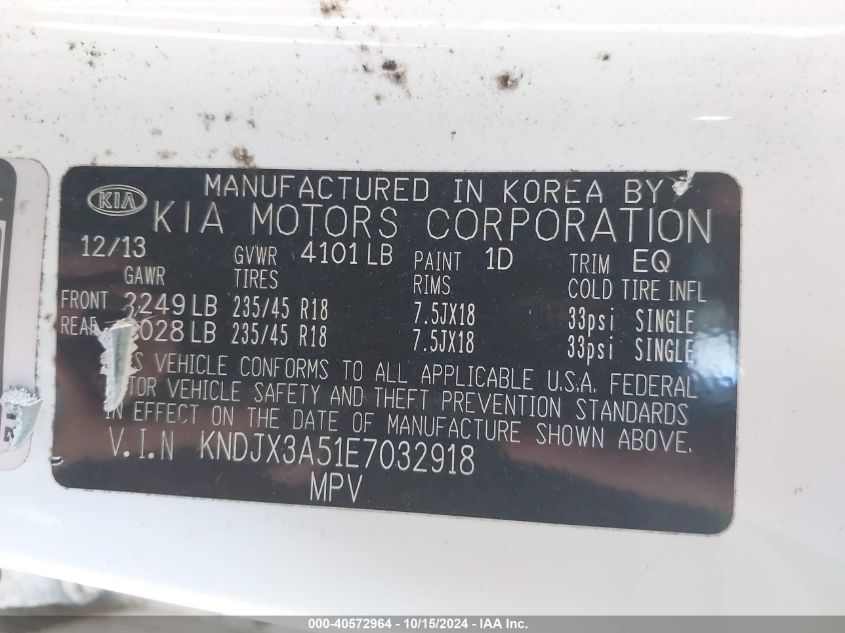 MANUFACTURED IN KOREA BY
KIA KIA MOTORS CORPORATION
12/13 GVWR 4101 LB PAINT 1D TRIM EQ
GAWR TIRES RIMS COLD TIRE INFL
FRONT 2249 LB 235/45 R18 7.5JX18 33psi SINGLE
REAR 028 LB 235/45 R18 7.5JX18 33psi SINGLE
S VEHICLE CONFORMS TO ALL APPLICABLE U.S.A. FEDERAL
TOR VEHICLE SAFETY AND THEFT PREVENTION STANDARDS
IN EFFECT ON THE DATE OF MANUFACTURE SHOWN ABOVE.
V.I.N KNDJX3A51E7032918
MPV
000-40572964 - 10/15/2024 - IAA Inc.